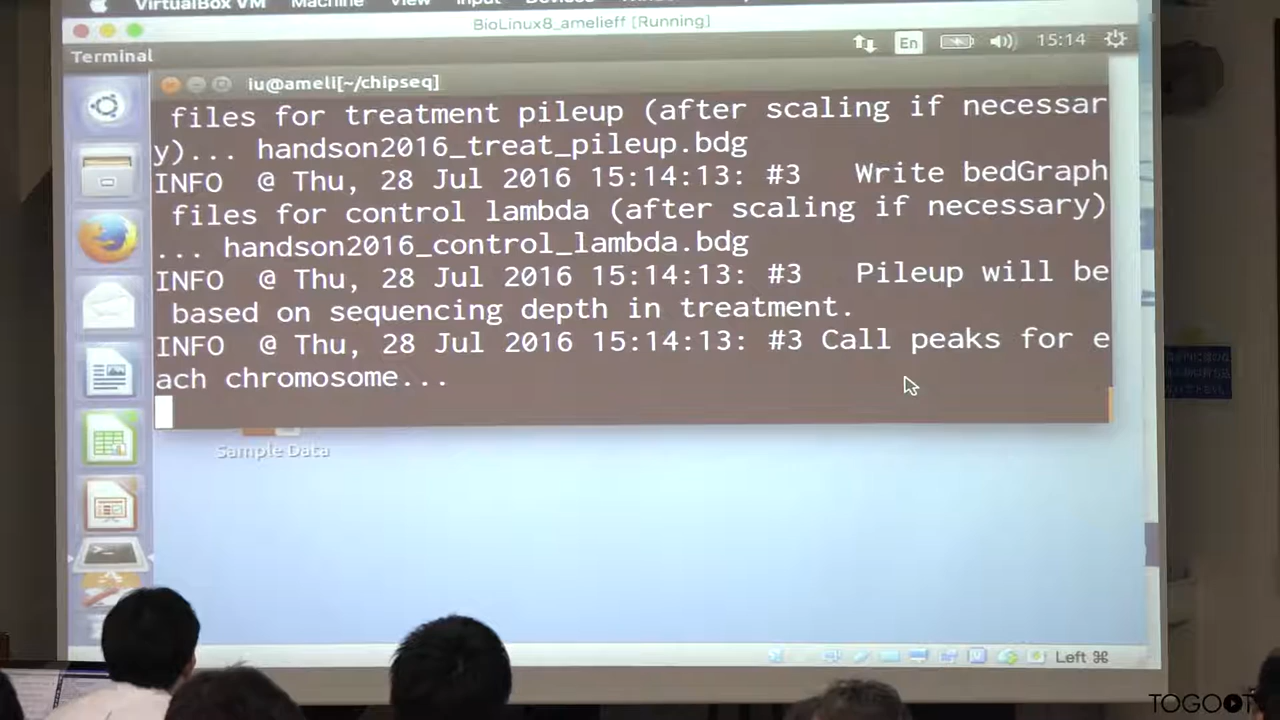 VirtualBox VM Machine View Input Devices
BioLinux8_amelieff [Running]
Terminal
En
15:14
iu@ameli[~/chipseq]
files for treatment pileup (after scaling if necessar
y)... handson2016_treat_pileup.bdg
INFO @ Thu, 28 Jul 2016 15:14:13: #3 Write bedGraph
files for control lambda (after scaling if necessary)
... handson2016_control_lambda.bdg
INFO @ Thu, 28 Jul 2016 15:14:13: #3 Pileup will be
based on sequencing depth in treatment.
INFO @ Thu, 28 Jul 2016 15:14:13: #3 Call peaks for e
ach chromosome...
Sample Data
Left ⌘
TOGO